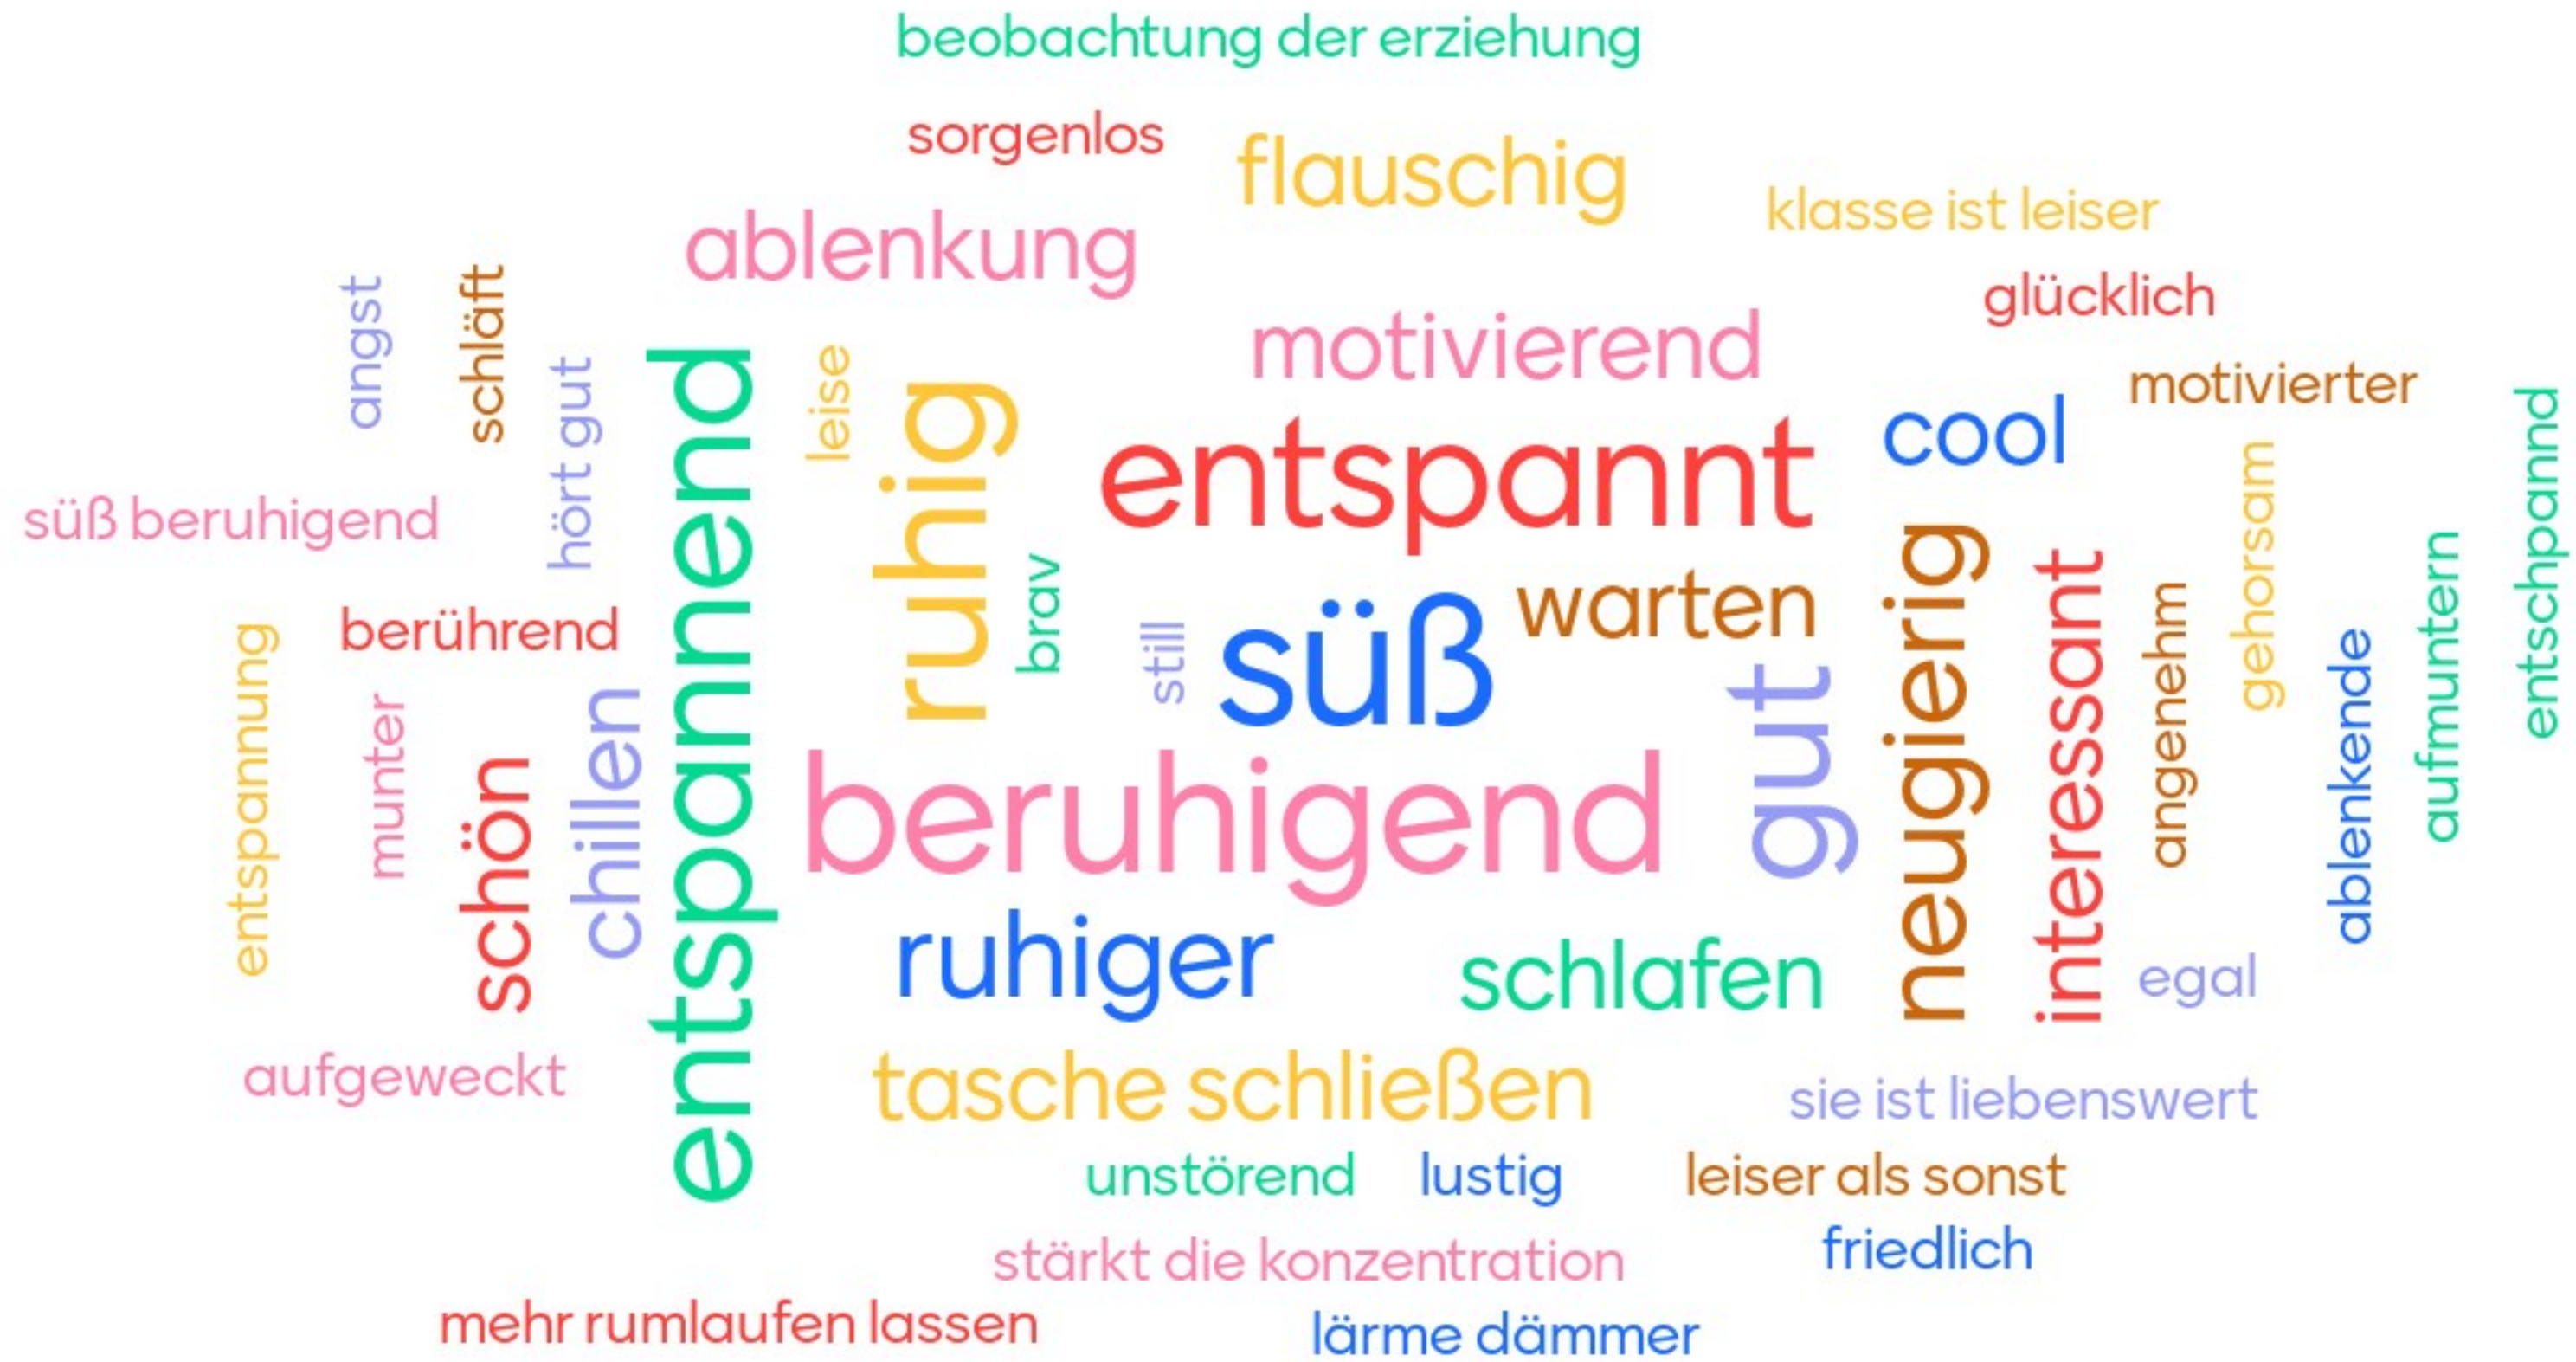 beobachtung der erziehung
sorgenlos
flauschig
klasse ist leiser
ablenkung
glücklich
angst
schläft
hört gut
leise
motivierend
motivierter
cool
entspannend
ruhig
entspannt
gehorsam
entschpannd
süß beruhigend
brav
warten
neugierig
interessant
angenehm
aufmuntern
berührend
still
süß
ablenkende
entspannung
munter
schön
chillen
gut
beruhigend
ruhiger
schlafen
egal
aufgeweckt
tasche schließen
sie ist liebenswert
unstörend
lustig
leiser als sonst
stärkt die konzentration
friedlich
mehr rumlaufen lassen
lärme dämmer